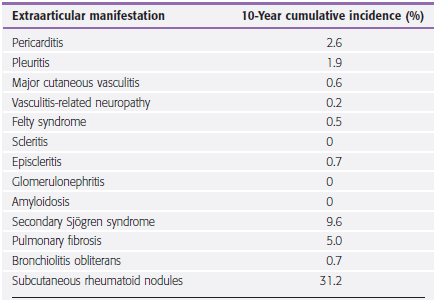 Extraarticular manifestation 10-Year cumulative incidence (%)
Pericarditis 2.6
Pleuritis 1.9
Major cutaneous vasculitis 0.6
Vasculitis-related neuropathy 0.2
Felty syndrome 0.5
Scleritis 0
Episcleritis 0.7
Glomerulonephritis 0
Amyloidosis 0
Secondary Sjögren syndrome 9.6
Pulmonary fibrosis 5.0
Bronchiolitis obliterans 0.7
Subcutaneous rheumatoid nodules 31.2